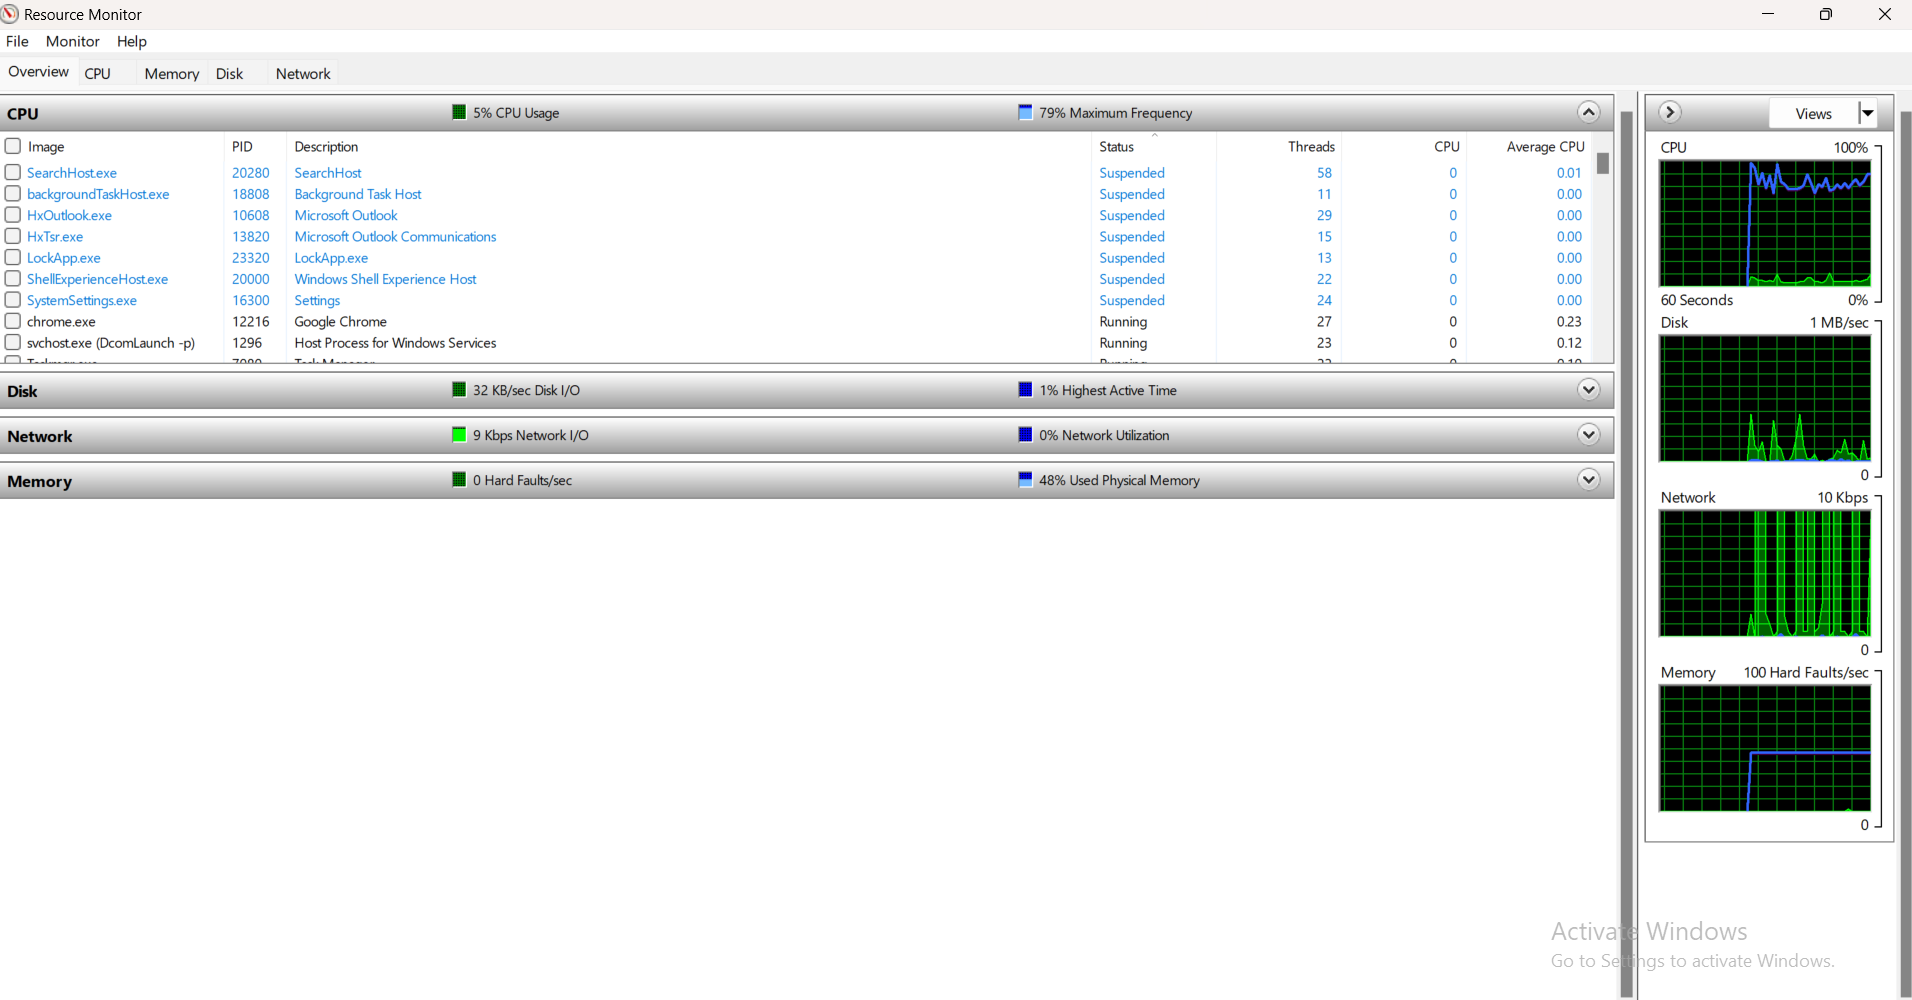 Resource Monitor
File Monitor Help
Overview CPU Memory Disk Network
CPU 5% CPU Usage 79% Maximum Frequency
Image PID Description Status Threads CPU Average CPU
SearchHost.exe 20280 SearchHost Suspended 58 0 0.01
backgroundTaskHost.exe 18808 Background Task Host Suspended 11 0 0.00
HxOutlook.exe 10608 Microsoft Outlook Suspended 29 0 0.00
HxTsr.exe 13820 Microsoft Outlook Communications Suspended 15 0 0.00
LockApp.exe 23320 LockApp.exe Suspended 13 0 0.00
ShellExperienceHost.exe 20000 Windows Shell Experience Host Suspended 22 0 0.00
SystemSettings.exe 16300 Settings Suspended 24 0 0.00
chrome.exe 12216 Google Chrome Running 27 0 0.23
svchost.exe (DcomLaunch -p) 1296 Host Process for Windows Services Running 23 0 0.12
Disk 32 KB/sec Disk I/O 1% Highest Active Time
Network 9 Kbps Network I/O 0% Network Utilization
Memory 0 Hard Faults/sec 48% Used Physical Memory
Views
CPU 100%
60 Seconds 0%
Disk 1 MB/sec
0
Network 10 Kbps
0
Memory 100 Hard Faults/sec
0
Activate Windows
Go to Settings to activate Windows.